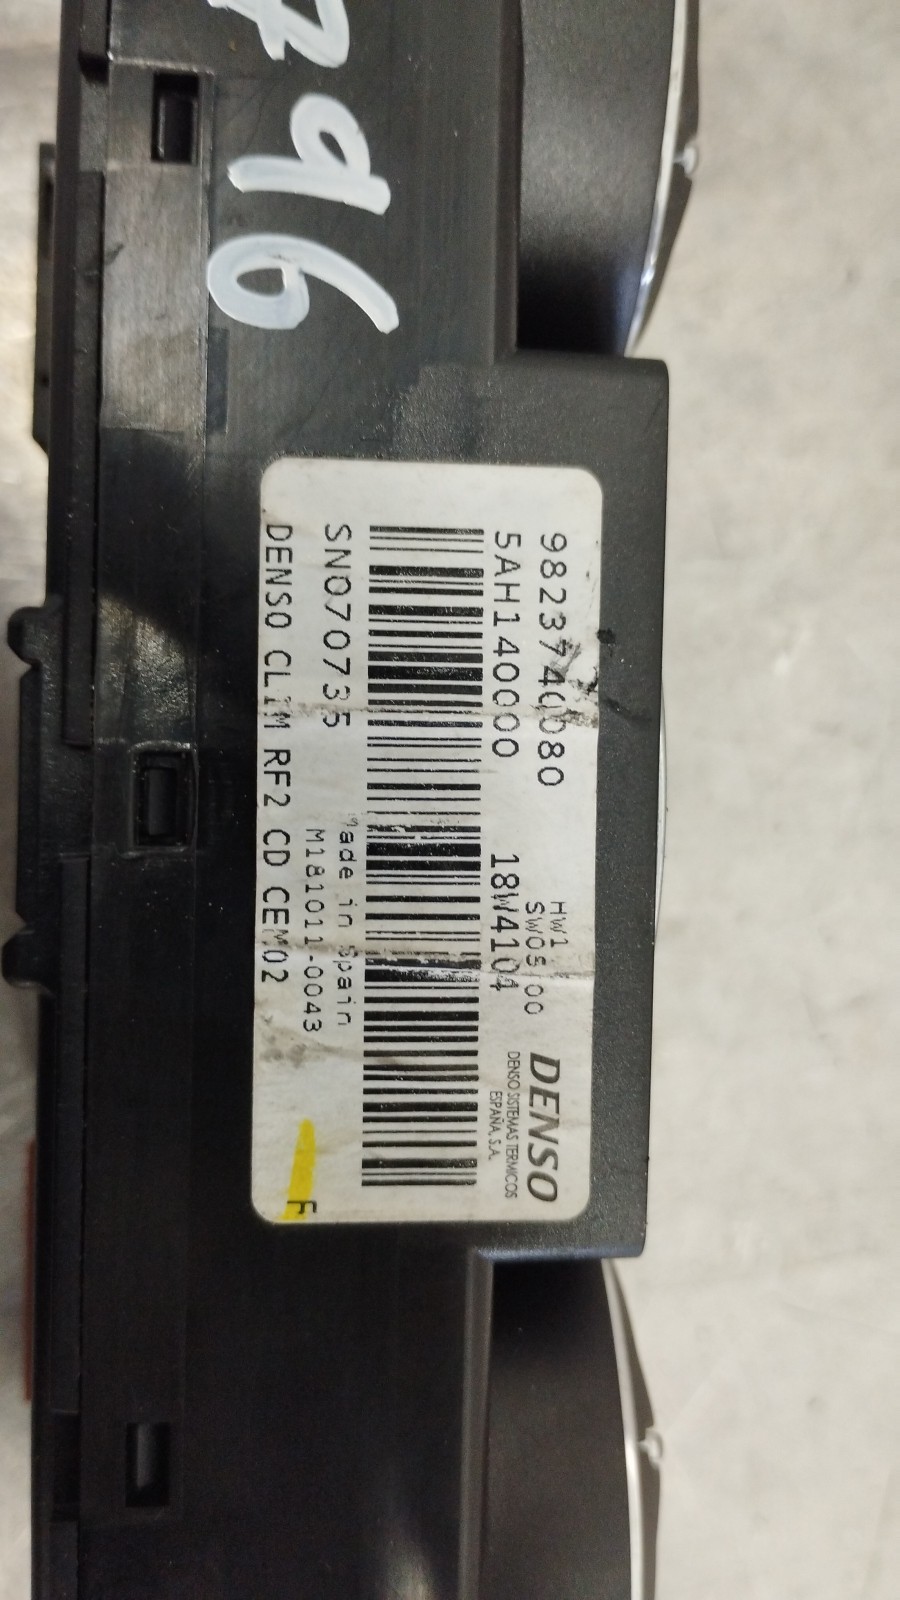 796
9823740080
5AH140000
18W4104
HW1
SW05/00
DENSO
DENSO SISTEMAS TERMICOS
ESPAÑA, S.A.
SN070735
Made in Spain
M181011-0043
DENSO CLIM RF2 CD CEM02
F